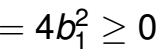 = 4b₁² ≥ 0